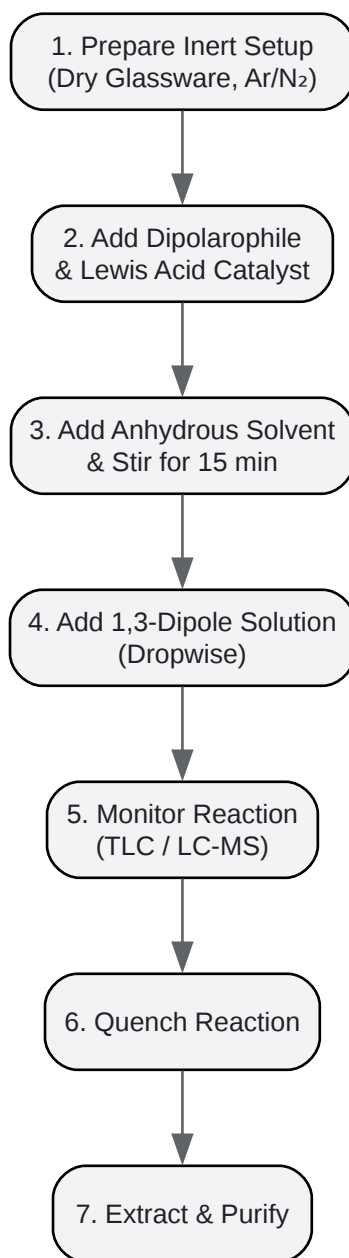 1. Prepare Inert Setup
(Dry Glassware, Ar/N₂)
2. Add Dipolarophile
& Lewis Acid Catalyst
3. Add Anhydrous Solvent
& Stir for 15 min
4. Add 1,3-Dipole Solution
(Dropwise)
5. Monitor Reaction
(TLC / LC-MS)
6. Quench Reaction
7. Extract & Purify